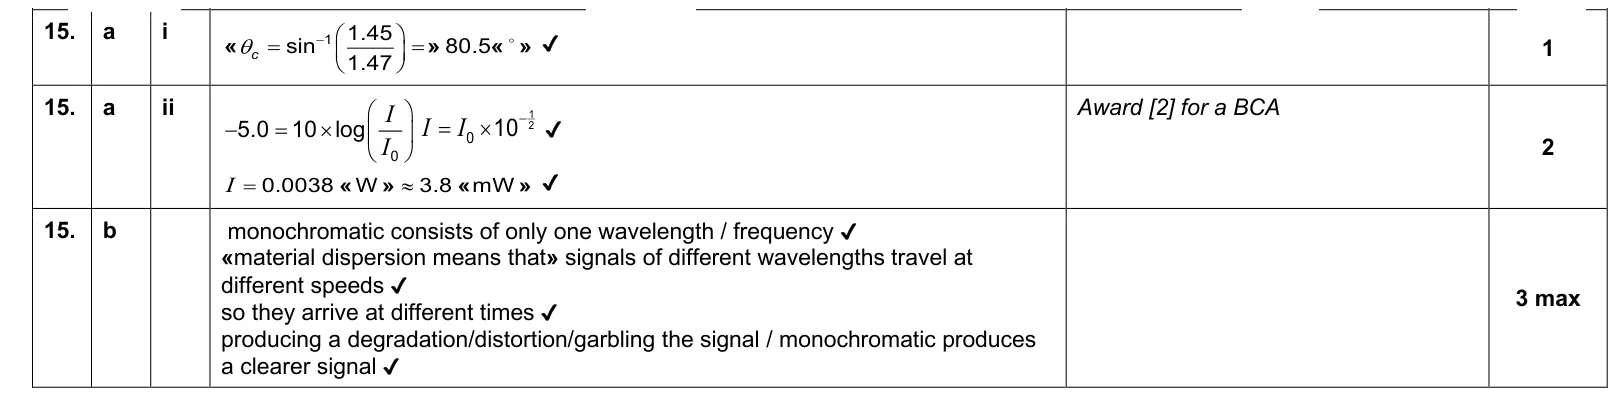 15. a i «θc = sin⁻¹(1.45/1.47) =» 80.5«°» ✓ 1
15. a ii −5.0 = 10 × log(I/I₀) I = I₀ × 10^(−1/2) ✓ Award [2] for a BCA 2
I = 0.0038 «W» ≈ 3.8 «mW» ✓
15. b monochromatic consists of only one wavelength / frequency ✓
«material dispersion means that» signals of different wavelengths travel at
different speeds ✓
so they arrive at different times ✓
producing a degradation/distortion/garbling the signal / monochromatic produces
a clearer signal ✓
3 max